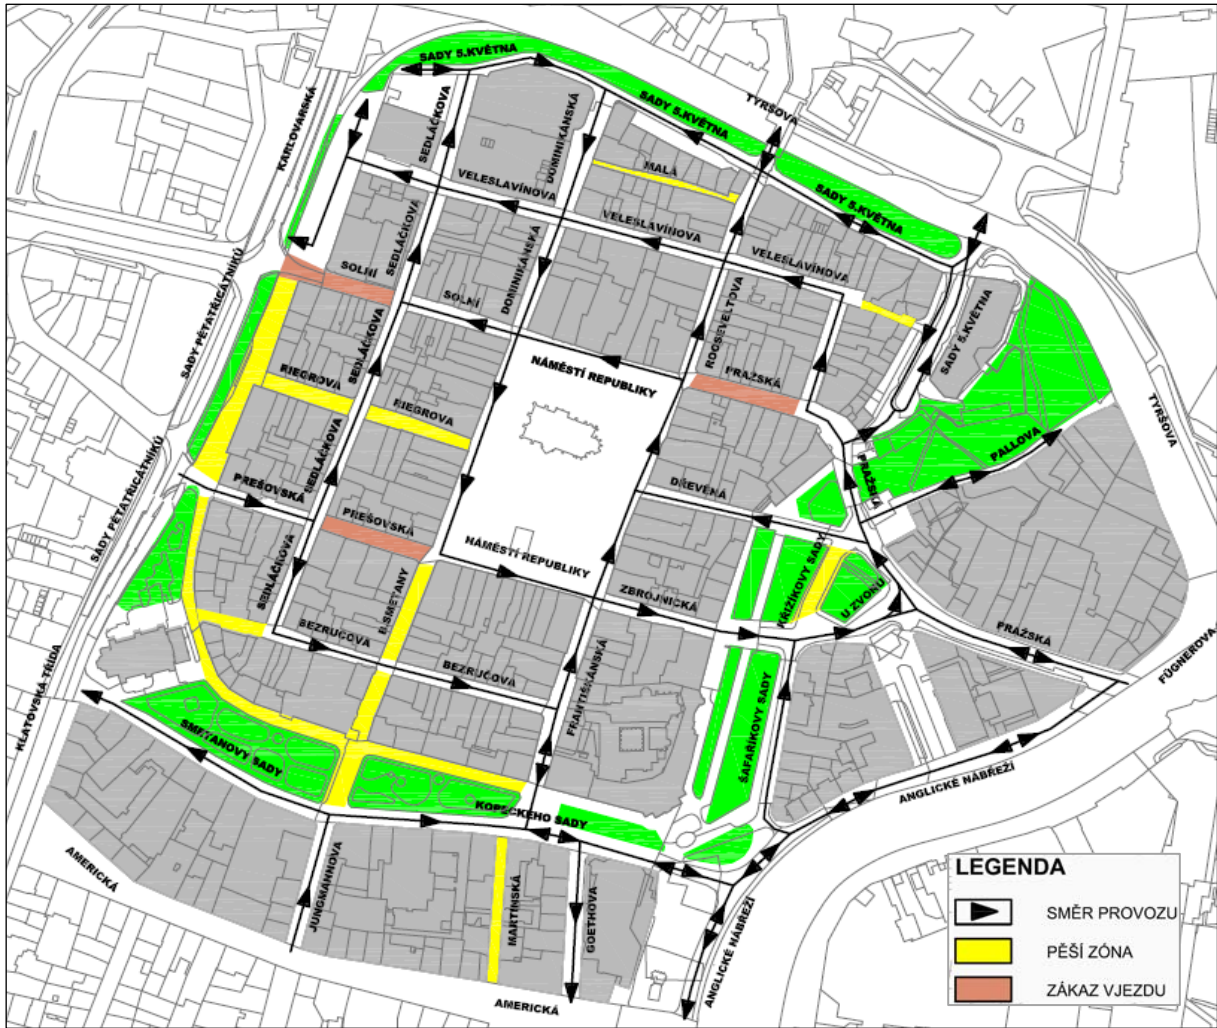 SADY 5.KVĚTNA
SADY 5.KVĚTNA
TYRŠOVA
SADY 5.KVĚTNA
KARLOVARSKÁ
SEDLÁČKOVA
DOMINIKÁNSKÁ
MALÁ
VELESLAVÍNOVA
VELESLAVÍNOVA
VELESLAVÍNOVA
SEDLÁČKOVA
DOMINIKÁNSKÁ
SOLNÍ
SOLNÍ
SADY PĚTATŘICÁTNÍKŮ
SEDLÁČKOVA
ROOSEVELTOVA
SADY 5.KVĚTNA
NÁMĚSTÍ REPUBLIKY
PRAŽSKÁ
RIEGROVA
RIEGROVA
TYRŠOVA
PALLOVA
SADY PĚTATŘICÁTNÍKŮ
SEDLÁČKOVA
PREŠOVSKÁ
PREŠOVSKÁ
DŘEVĚNÁ
PRAŽSKÁ
NÁMĚSTÍ REPUBLIKY
SEDLÁČKOVA
B.SMETANY
ZBROJNICKÁ
KŘIŽÍKOVY SADY
U ZVONU
BEZRUČOVA
BEZRUČOVA
PRAŽSKÁ
FÜGNEROVA
KLATOVSKÁ TŘÍDA
FRANTIŠKÁNSKÁ
SMETANOVY SADY
ŠAFAŘÍKOVY SADY
KOPECKÉHO SADY
ANGLICKÉ NÁBŘEŽÍ
AMERICKÁ
JUNGMANNOVA
MARTINSKÁ
GOETHOVA
ANGLICKÉ NÁBŘEŽÍ
AMERICKÁ
LEGENDA
SMĚR PROVOZU
PĚŠÍ ZÓNA
ZÁKAZ VJEZDU